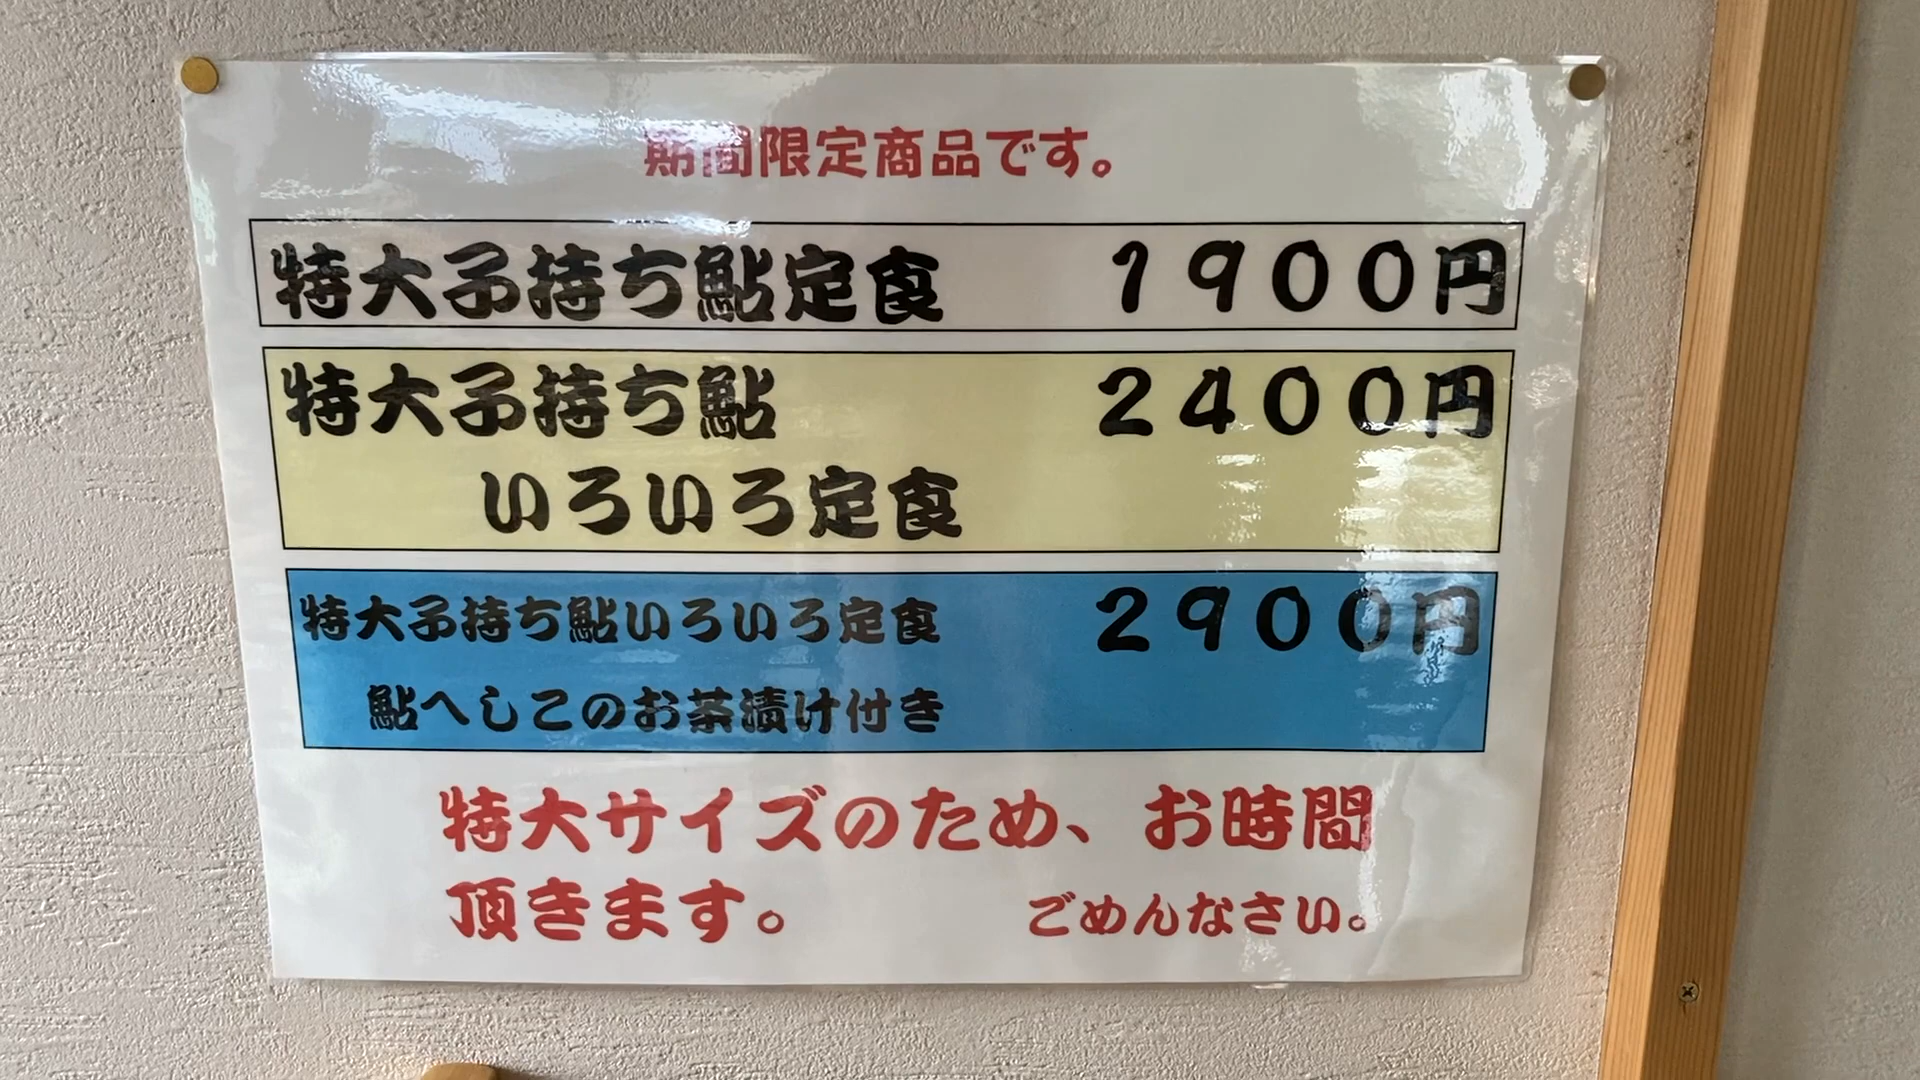 期間限定商品です。
特大子持ち鮎定食 1900円
特大子持ち鮎 2400円
いろいろ定食
特大子持ち鮎いろいろ定食 2900円
鮎へしこのお茶漬け付き
特大サイズのため、お時間
頂きます。 ごめんなさい。